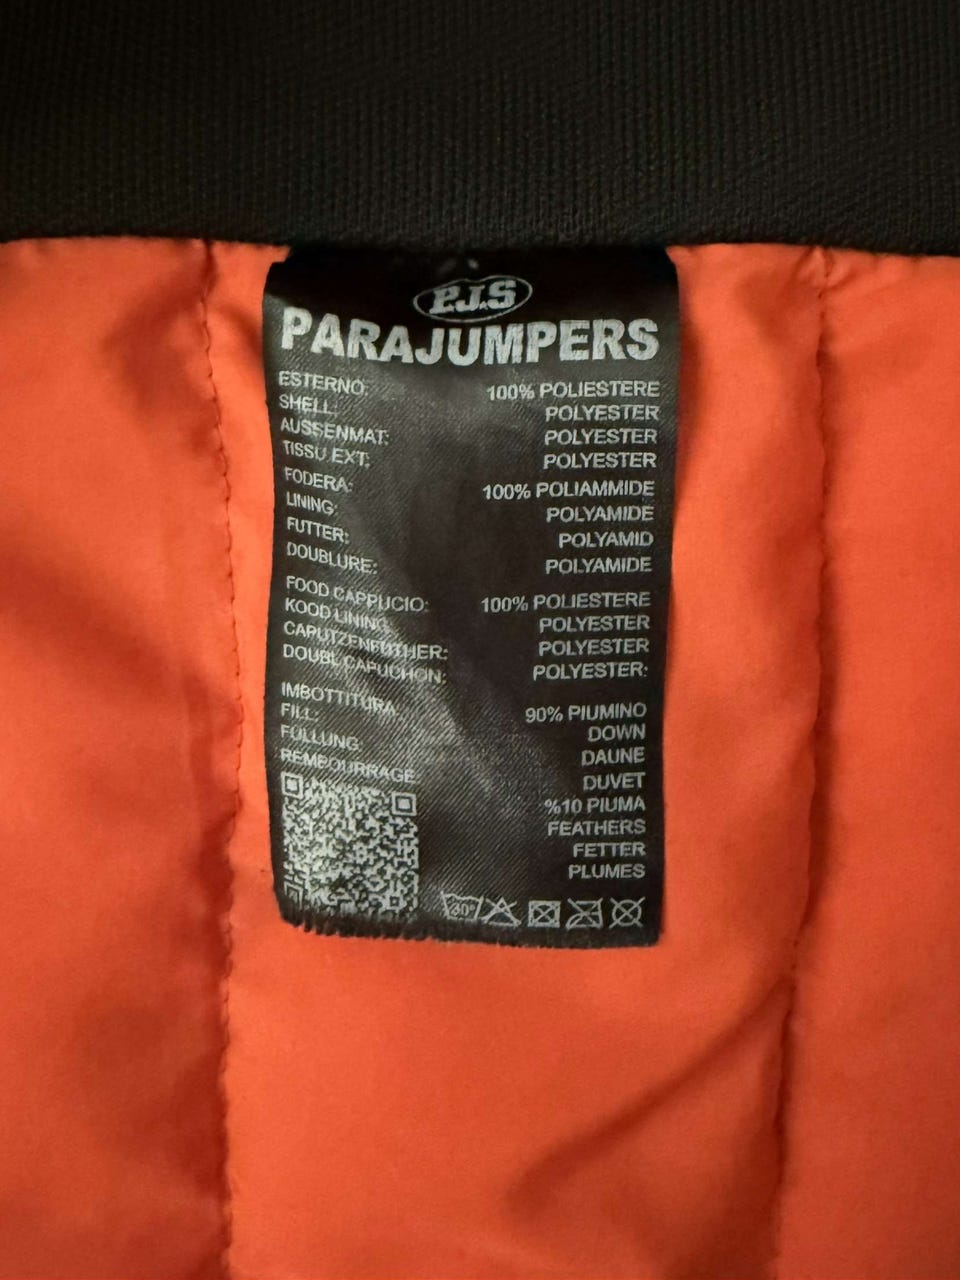 P.J.S
PARAJUMPERS
ESTERNO: 100% POLIESTERE
SHELL: POLYESTER
AUSSENMAT: POLYESTER
TISSU EXT: POLYESTER
FODERA: 100% POLIAMMIDE
LINING: POLYAMIDE
FUTTER: POLYAMID
DOUBLURE: POLYAMIDE
FOOD CAPPUCIO: 100% POLIESTERE
KOOD LINING POLYESTER
CAPUTZENFUTHER: POLYESTER
DOUBL CAPUCHON: POLYESTER:
IMBOTTITURA 90% PIUMINO
FILL: DOWN
FULLUNG DAUNE
REMBOURRAGE DUVET
%10 PIUMA
FEATHERS
FETTER
PLUMES
30°